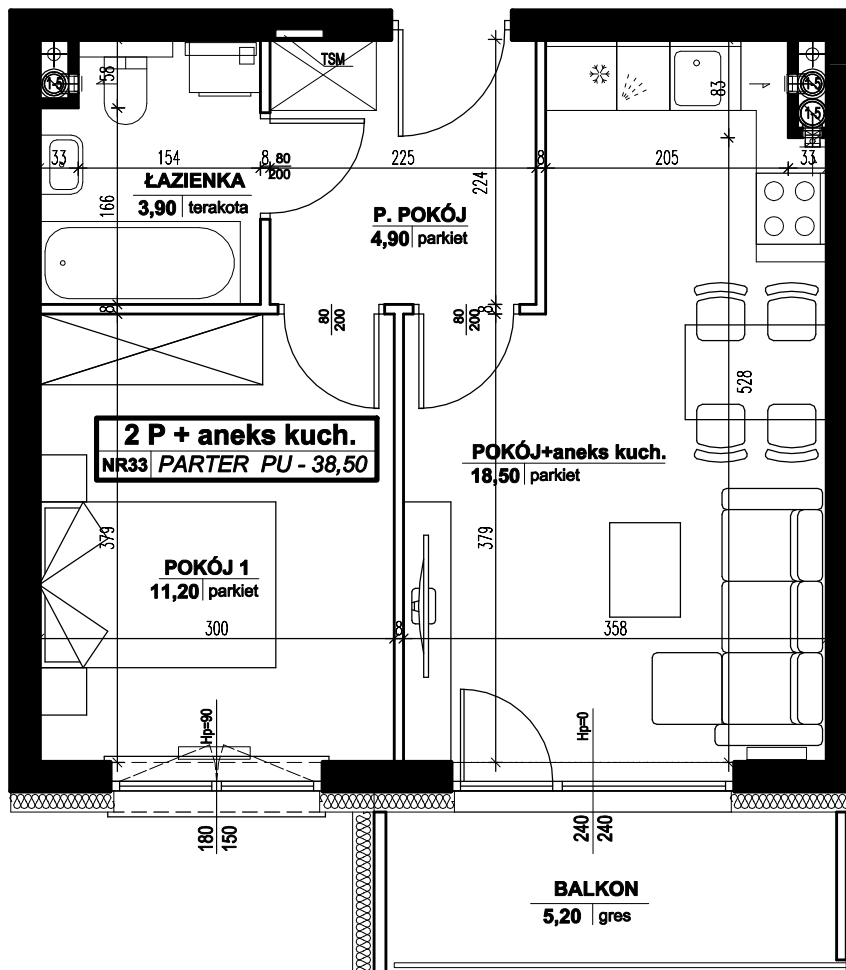 TSM
58
1-5
1-5
1-5
83
33
154
8
80
200
225
8
205
33
ŁAZIENKA
3,90 terakota
166
224
P. POKÓJ
4,90 parkiet
8
80
200
80
200
8
528
2 P + aneks kuch.
NR33 PARTER PU - 38,50
POKÓJ+aneks kuch.
18,50 parkiet
379
379
POKÓJ 1
11,20 parkiet
300
8
358
Hp=90
Hp=0
180
150
240
240
BALKON
5,20 gres